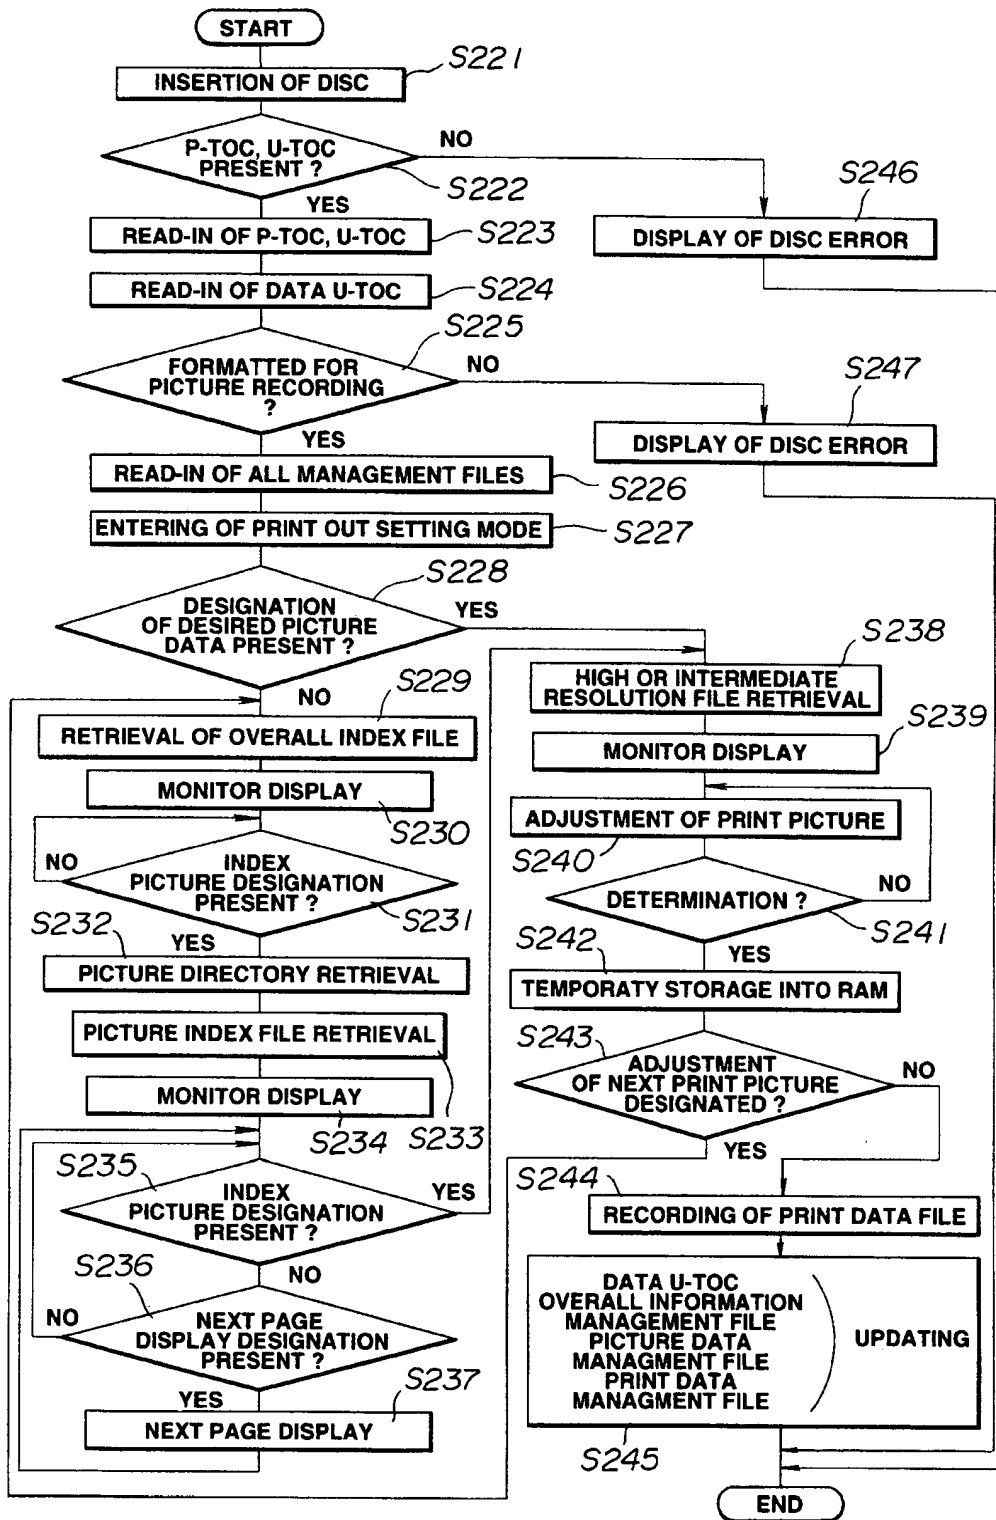 START
S221
INSERTION OF DISC
P-TOC, U-TOC
PRESENT ?
NO
S222
YES
S246
READ-IN OF P-TOC, U-TOC
S223
DISPLAY OF DISC ERROR
READ-IN OF DATA U-TOC
S224
S225
FORMATTED FOR
PICTURE RECORDING
?
NO
YES
S247
DISPLAY OF DISC ERROR
READ-IN OF ALL MANAGEMENT FILES
S226
ENTERING OF PRINT OUT SETTING MODE
S227
S228
DESIGNATION
OF DESIRED PICTURE
DATA PRESENT ?
YES
NO
S229
RETRIEVAL OF OVERALL INDEX FILE
MONITOR DISPLAY
S230
INDEX
PICTURE DESIGNATION
PRESENT ?
NO
S231
S232
YES
PICTURE DIRECTORY RETRIEVAL
PICTURE INDEX FILE RETRIEVAL
MONITOR DISPLAY
S234
S233
S235
INDEX
PICTURE DESIGNATION
PRESENT ?
YES
S236
NO
NO
NEXT PAGE
DISPLAY DESIGNATION
PRESENT ?
S237
YES
NEXT PAGE DISPLAY
S238
HIGH OR INTERMEDIATE
RESOLUTION FILE RETRIEVAL
S239
MONITOR DISPLAY
ADJUSTMENT OF PRINT PICTURE
S240
DETERMINATION ?
NO
S241
S242
YES
TEMPORATY STORAGE INTO RAM
S243
ADJUSTMENT
OF NEXT PRINT PICTURE
DESIGNATED ?
NO
YES
S244
RECORDING OF PRINT DATA FILE
DATA U-TOC
OVERALL INFORMATION
MANAGEMENT FILE
PICTURE DATA
MANAGMENT FILE
PRINT DATA
MANAGMENT FILE
UPDATING
S245
END